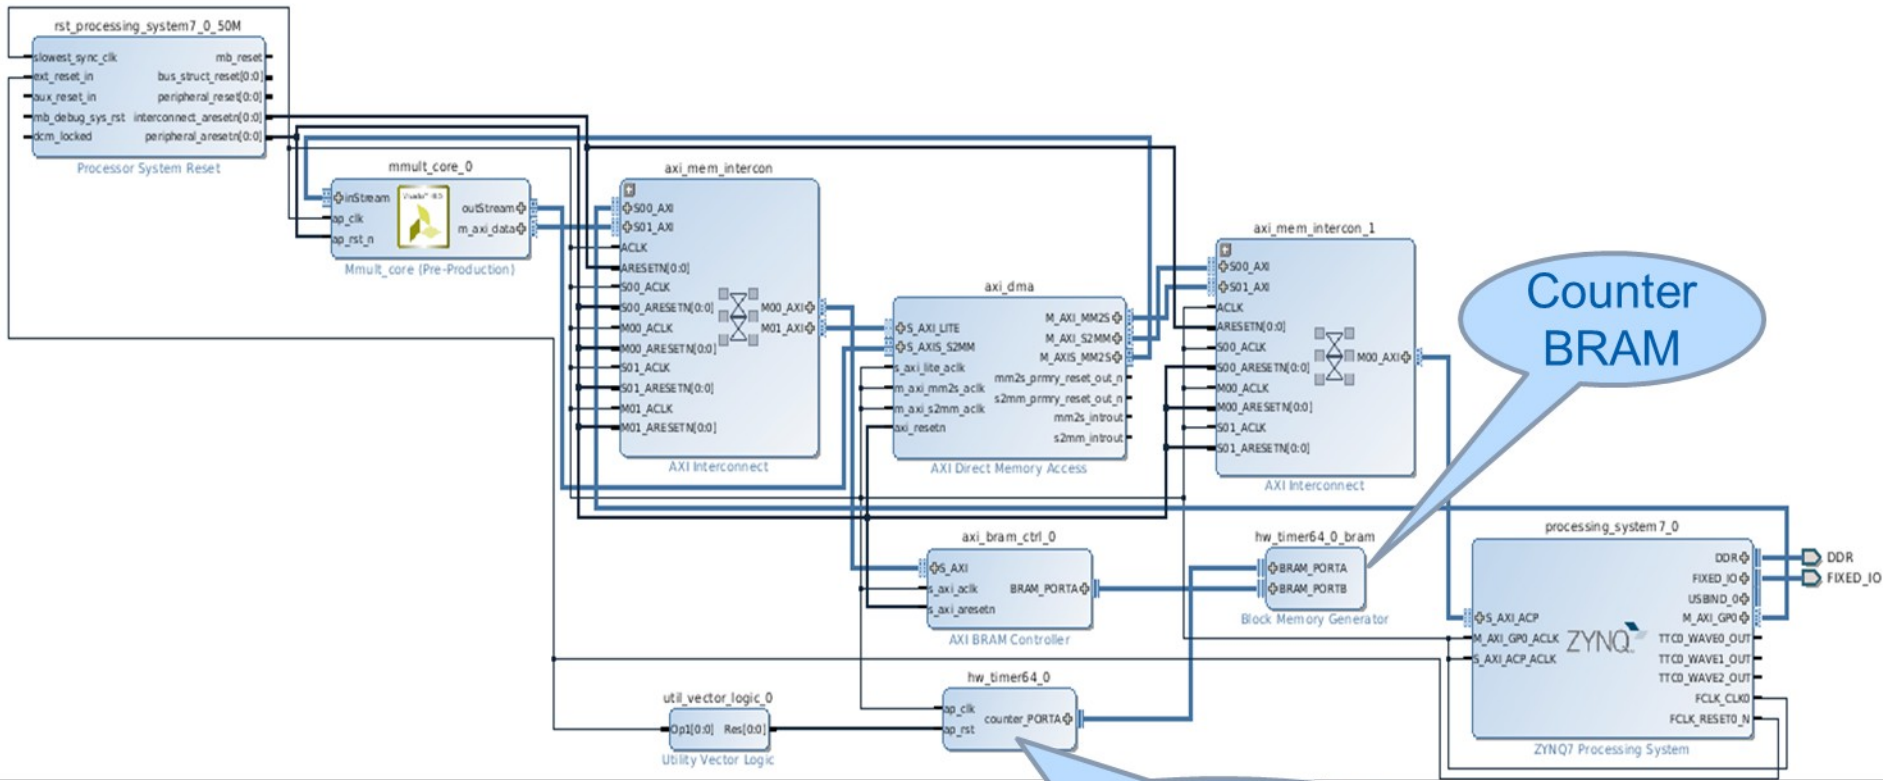 rst_processing_system7_0_50M
slowest_sync_clk
ext_reset_in
aux_reset_in
mb_debug_sys_rst
dcm_locked
mb_reset
bus_struct_reset[0:0]
peripheral_reset[0:0]
interconnect_aresetn[0:0]
peripheral_aresetn[0:0]
Processor System Reset
mmult_core_0
inStream
ap_clk
ap_rst_n
outStream
m_axi_data
Mmult_core (Pre-Production)
axi_mem_intercon
S00_AXI
S01_AXI
ACLK
ARESETN[0:0]
S00_ACLK
S00_ARESETN[0:0]
M00_ACLK
M00_ARESETN[0:0]
S01_ACLK
S01_ARESETN[0:0]
M01_ACLK
M01_ARESETN[0:0]
M00_AXI
M01_AXI
AXI Interconnect
axi_dma
S_AXI_LITE
S_AXIS_S2MM
s_axi_lite_aclk
m_axi_mm2s_aclk
m_axi_s2mm_aclk
axi_resetn
M_AXI_MM2S
M_AXI_S2MM
M_AXIS_MM2S
mm2s_prmry_reset_out_n
s2mm_prmry_reset_out_n
mm2s_introut
s2mm_introut
AXI Direct Memory Access
axi_mem_intercon_1
S00_AXI
S01_AXI
ACLK
ARESETN[0:0]
S00_ACLK
S00_ARESETN[0:0]
M00_ACLK
M00_ARESETN[0:0]
S01_ACLK
S01_ARESETN[0:0]
M00_AXI
AXI Interconnect
Counter
BRAM
axi_bram_ctrl_0
S_AXI
s_axi_aclk
s_axi_aresetn
BRAM_PORTA
AXI BRAM Controller
hw_timer64_0_bram
BRAM_PORTA
BRAM_PORTB
Block Memory Generator
processing_system7_0
S_AXI_ACP
M_AXI_GP0_ACLK
S_AXI_ACP_ACLK
ZYNQ
DDR
FIXED_IO
USBIND_0
M_AXI_GP0
TTC0_WAVE0_OUT
TTC0_WAVE1_OUT
TTC0_WAVE2_OUT
FCLK_CLK0
FCLK_RESET0_N
DDR
FIXED_IO
ZYNQ7 Processing System
util_vector_logic_0
Op1[0:0]
Res[0:0]
Utility Vector Logic
hw_timer64_0
ap_clk
ap_rst
counter_PORTA